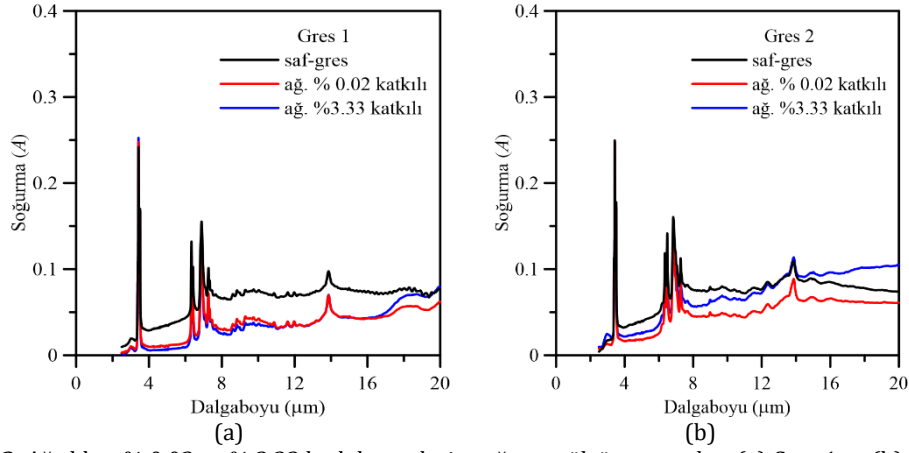 0.4
0.3
0.2
0.1
0
Soğurma (A)
Gres 1
saf-gres
ağ. % 0.02 katkılı
ağ. %3.33 katkılı
0 4 8 12 16 20
Dalgaboyu (µm)
(a)
0.4
0.3
0.2
0.1
0
Soğurma (A)
Gres 2
saf-gres
ağ. % 0.02 katkılı
ağ. %3.33 katkılı
0 4 8 12 16 20
Dalgaboyu (µm)
(b)